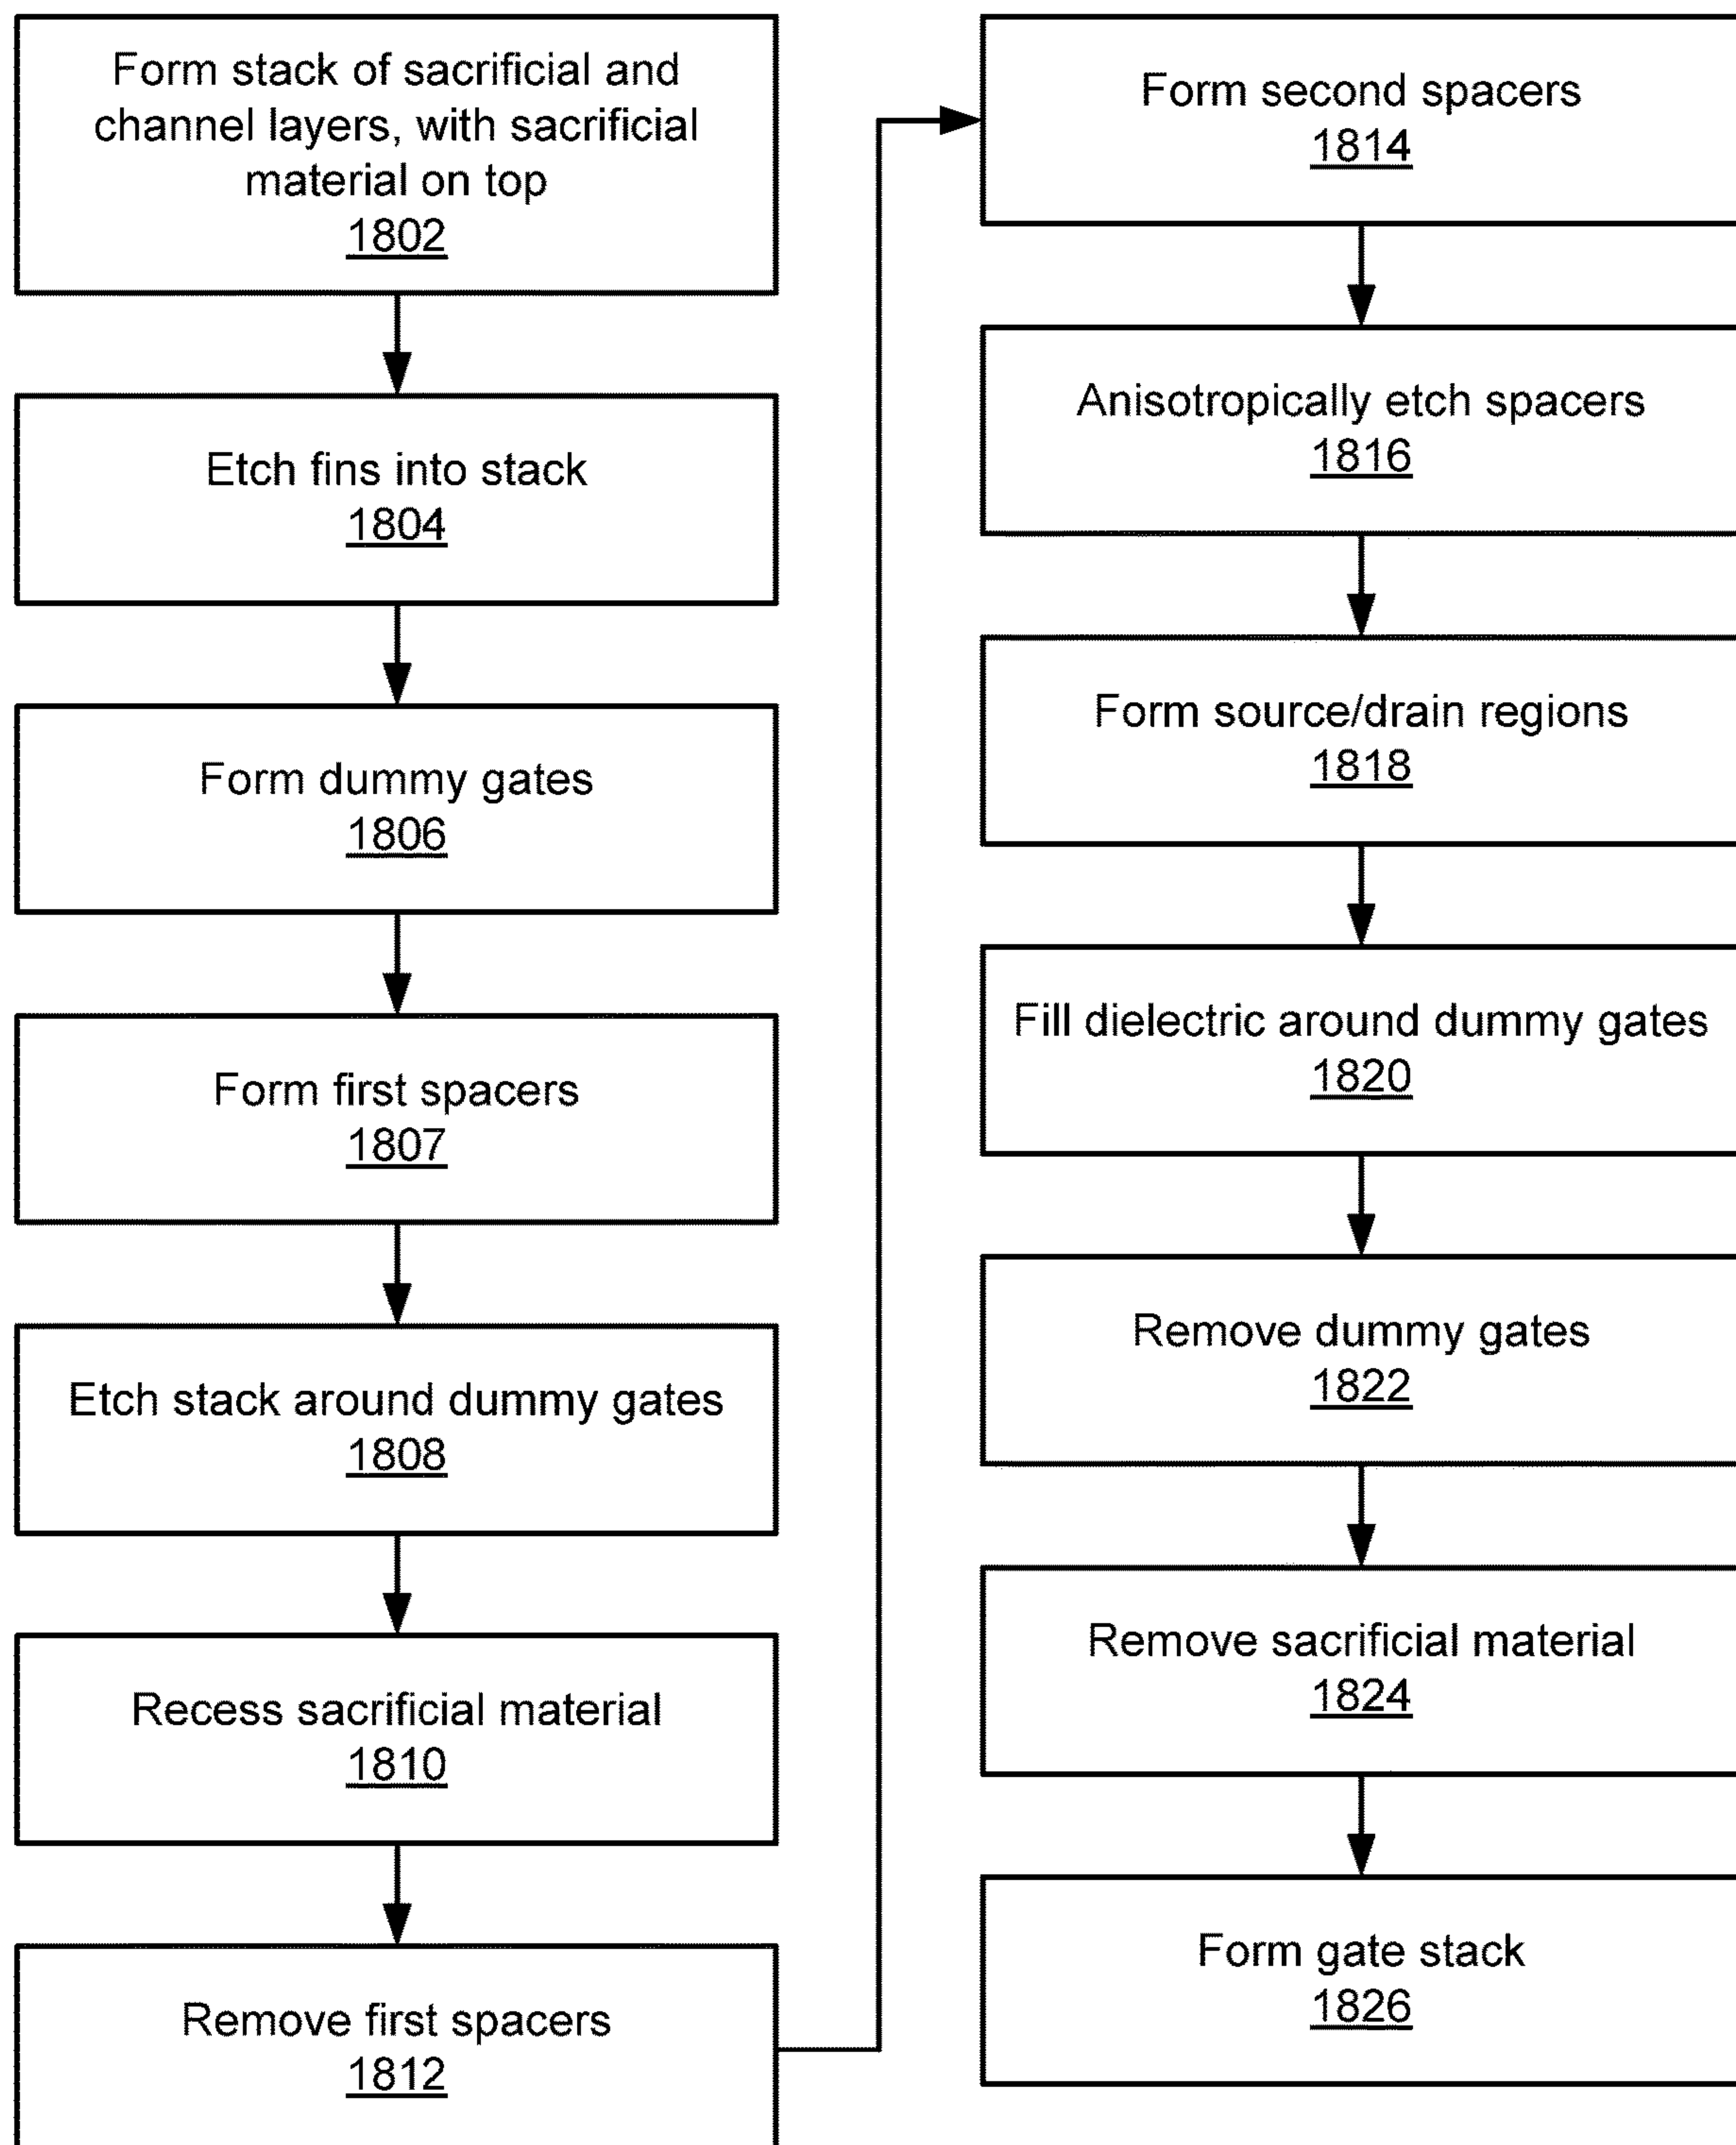 Form stack of sacrificial and
channel layers, with sacrificial
material on top
1802
Etch fins into stack
1804
Form dummy gates
1806
Form first spacers
1807
Etch stack around dummy gates
1808
Recess sacrificial material
1810
Remove first spacers
1812
Form second spacers
1814
Anisotropically etch spacers
1816
Form source/drain regions
1818
Fill dielectric around dummy gates
1820
Remove dummy gates
1822
Remove sacrificial material
1824
Form gate stack
1826